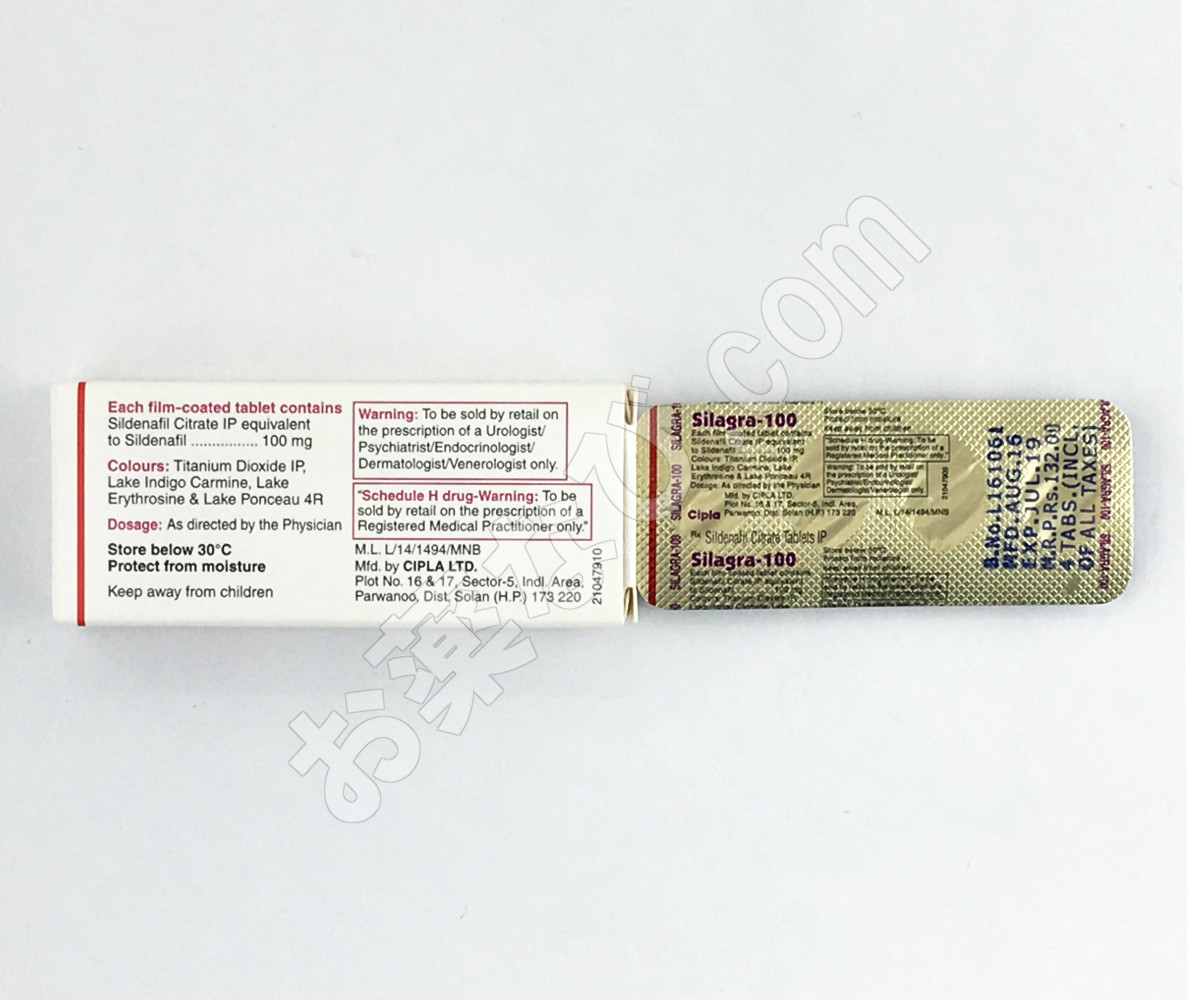 Each film-coated tablet contains
Sildenafil Citrate IP equivalent
to Sildenafil ................ 100 mg
Colours: Titanium Dioxide IP,
Lake Indigo Carmine, Lake
Erythrosine & Lake Ponceau 4R
Dosage: As directed by the Physician
Store below 30°C
Protect from moisture
Keep away from children
Warning: To be sold by retail on
the prescription of a Urologist/
Psychiatrist/Endocrinologist/
Dermatologist/Venerologist only.
"Schedule H drug-Warning: To be
sold by retail on the prescription of a
Registered Medical Practitioner only."
M.L. L/14/1494/MNB
Mfd. by CIPLA LTD.
Plot No. 16 & 17, Sector-5, Indl. Area,
Parwanoo, Dist. Solan (H.P.) 173 220
21047910
SILAGRA-100 SILAGRA-100
Silagra-100
Each film-coated tablet contains
Sildenafil Citrate IP equivalent
to Sildenafil ........ 100 mg
Colours: Titanium Dioxide IP,
Lake Indigo Carmine, Lake
Erythrosine & Lake Ponceau 4R
Dosage: As directed by the Physician
Mfd. by CIPLA LTD.
Plot No. 16 & 17, Sector-5, Indl. Area,
Cipla Parwanoo, Dist. Solan (H.P.) 173 220
Store below 30°C
Protect from moisture
Keep away from children
"Schedule H drug-Warning: To be
sold by retail on the prescription of a
Registered Medical Practitioner only."
Warning: To be sold by retail on
the prescription of a Urologist/
Psychiatrist/Endocrinologist/
Dermatologist/Venerologist only.
M.L. L/14/1494/MNB
Rx Sildenafil Citrate Tablets IP
Silagra-100
Each film-coated tablet contains
Store below 30°C
B.No.L161061
MFD.AUG.16
EXP.JUL.19
M.R.P.RS.132.00
4 TABS.(INCL.
OF ALL TAXES)
お薬なび.com